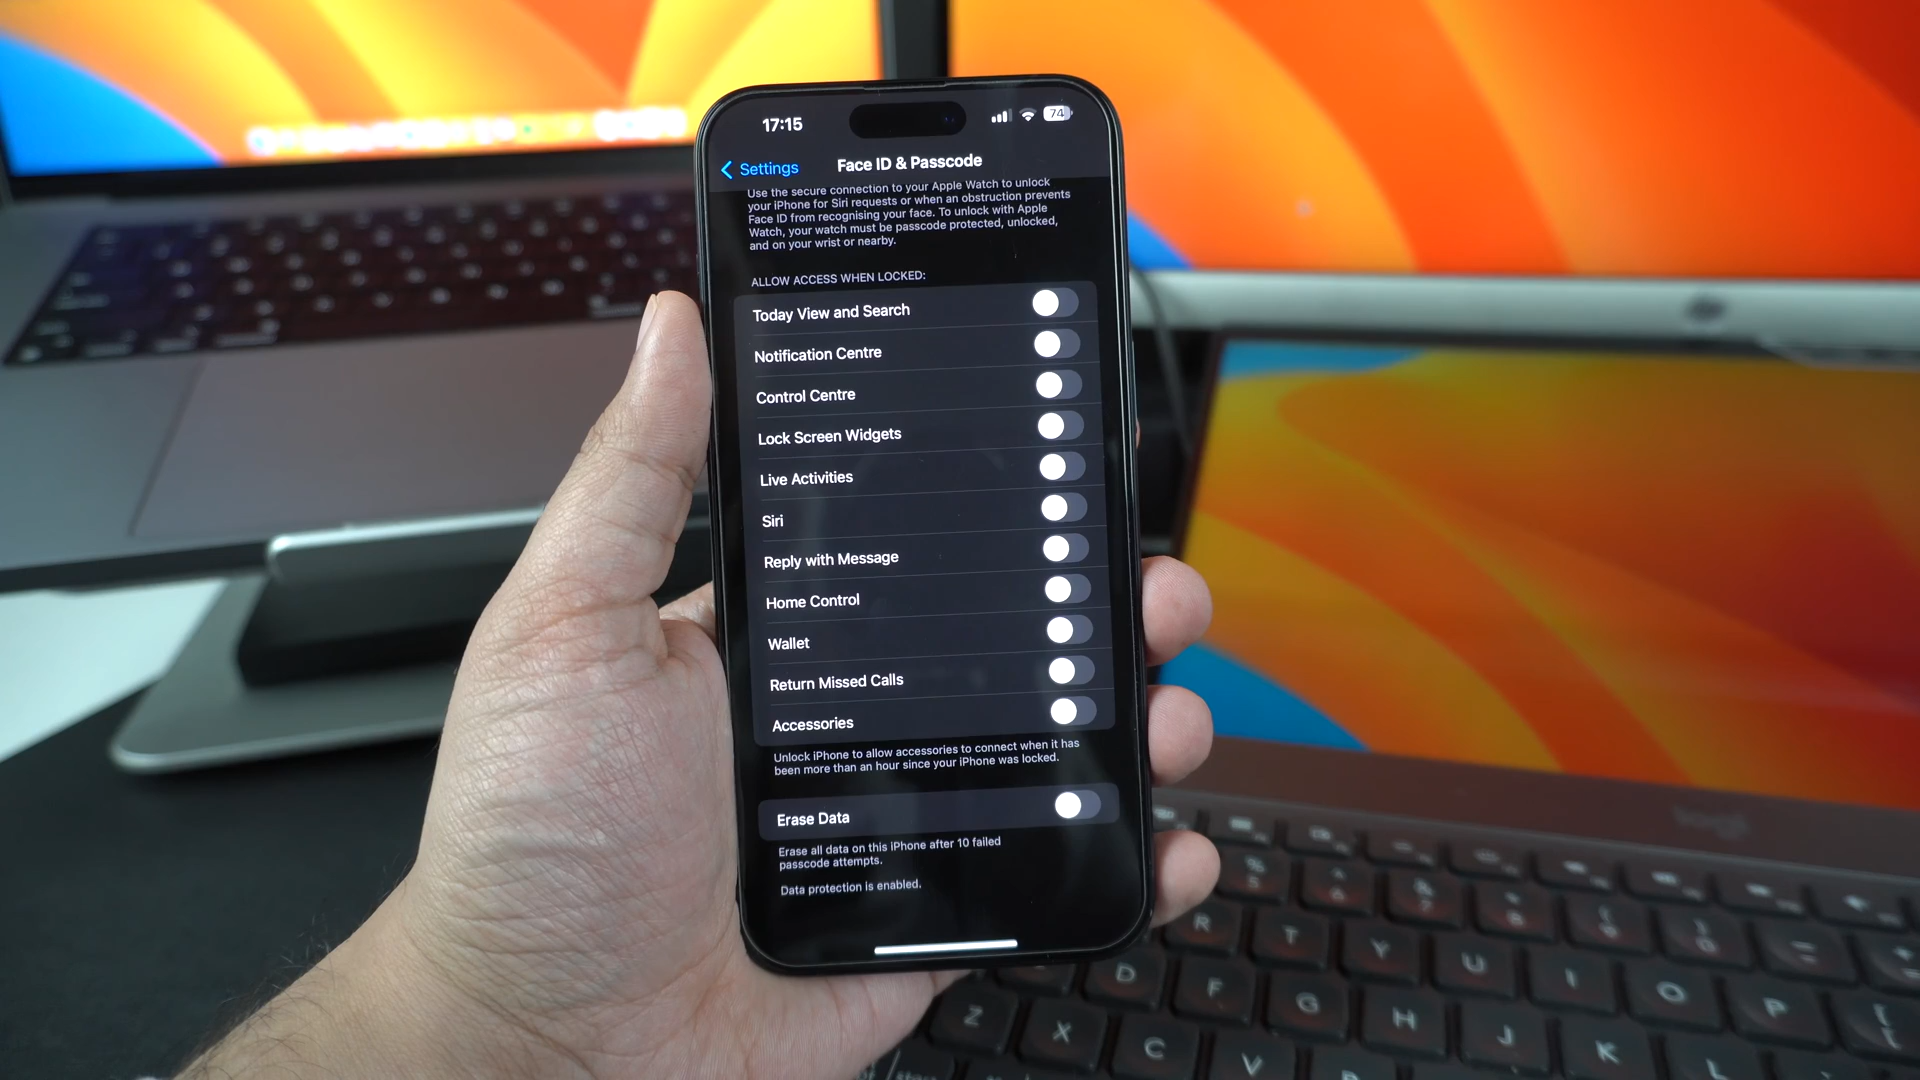 17:15
74
Settings
Face ID & Passcode
Use the secure connection to your Apple Watch to unlock
your iPhone for Siri requests or when an obstruction prevents
Face ID from recognising your face. To unlock with Apple
Watch, your watch must be passcode protected, unlocked,
and on your wrist or nearby.
ALLOW ACCESS WHEN LOCKED:
Today View and Search
Notification Centre
Control Centre
Lock Screen Widgets
Live Activities
Siri
Reply with Message
Home Control
Wallet
Return Missed Calls
Accessories
Unlock iPhone to allow accessories to connect when it has
been more than an hour since your iPhone was locked.
Erase Data
Erase all data on this iPhone after 10 failed
passcode attempts.
Data protection is enabled.
R T Y U I O P
D F G H J K L
Z X C V